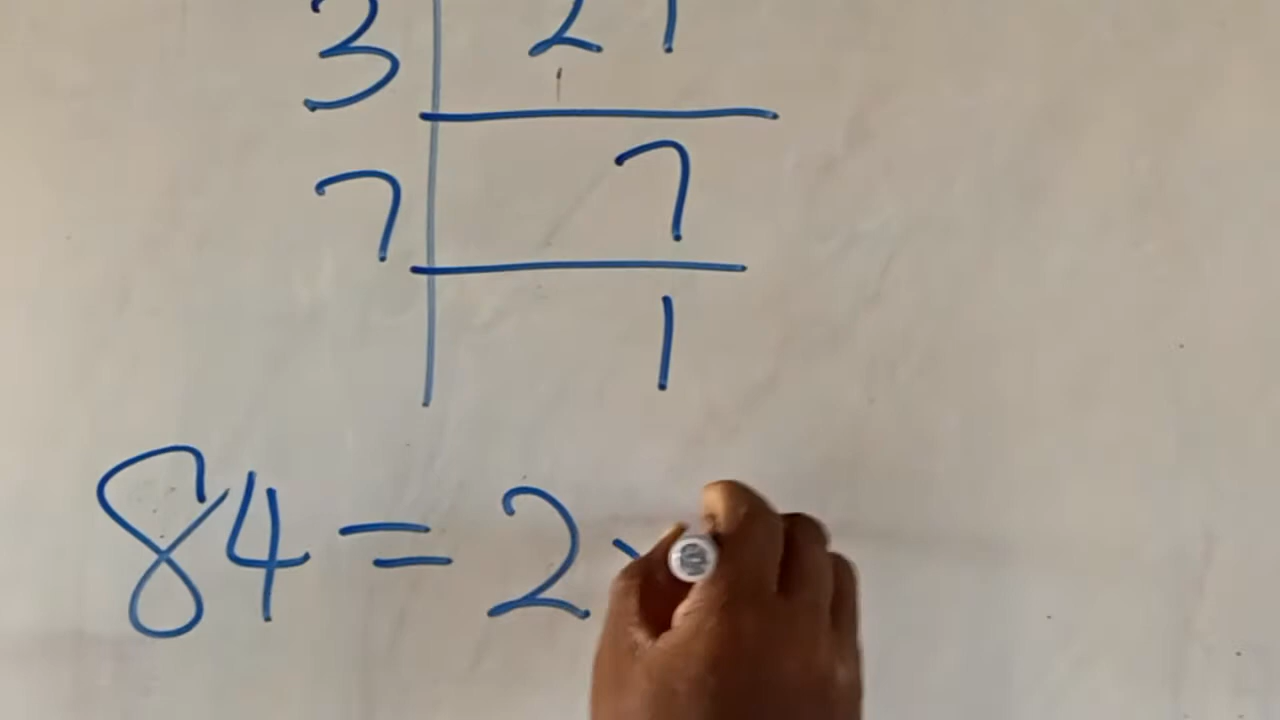 3 21
7 7
1
84 = 2 ×